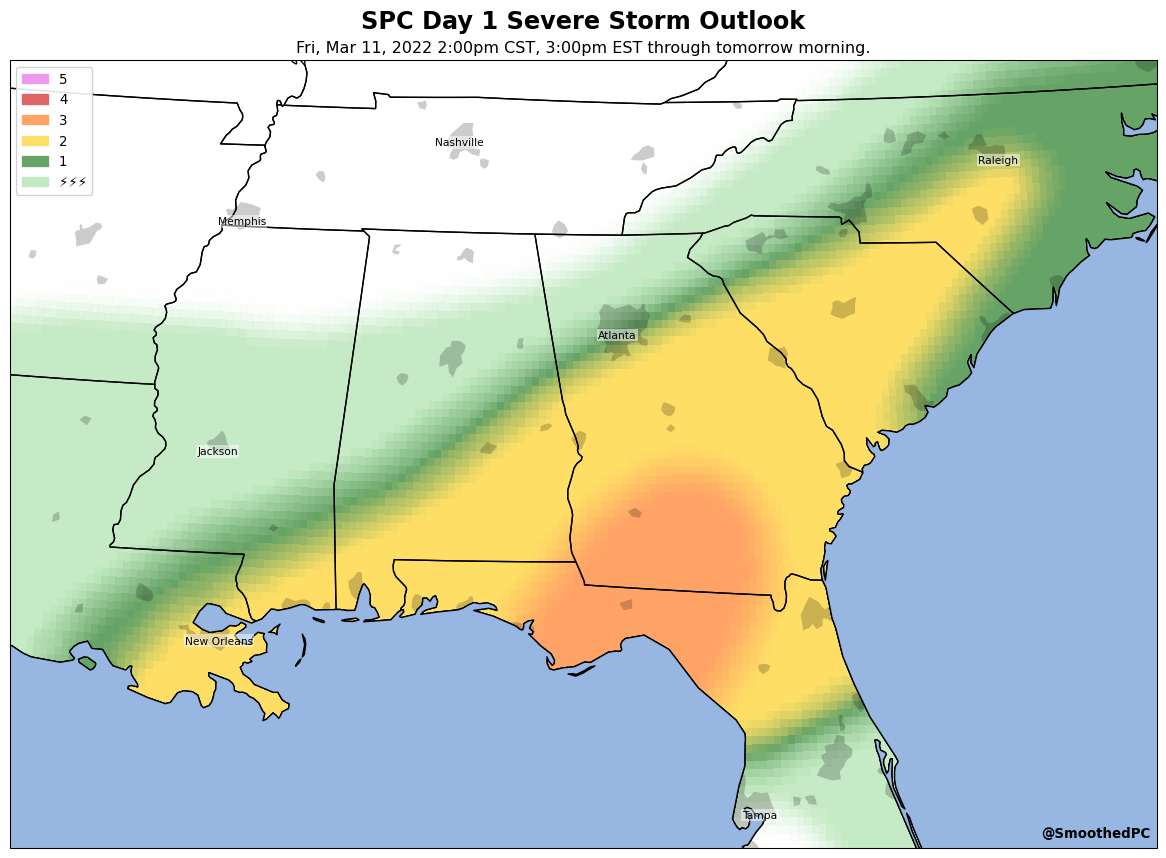 SPC Day 1 Severe Storm Outlook
Fri, Mar 11, 2022 2:00pm CST, 3:00pm EST through tomorrow morning.
5
4
3
2
1
⚡⚡⚡
Nashville
Raleigh
Memphis
Atlanta
Jackson
New Orleans
Tampa
@SmoothedPC